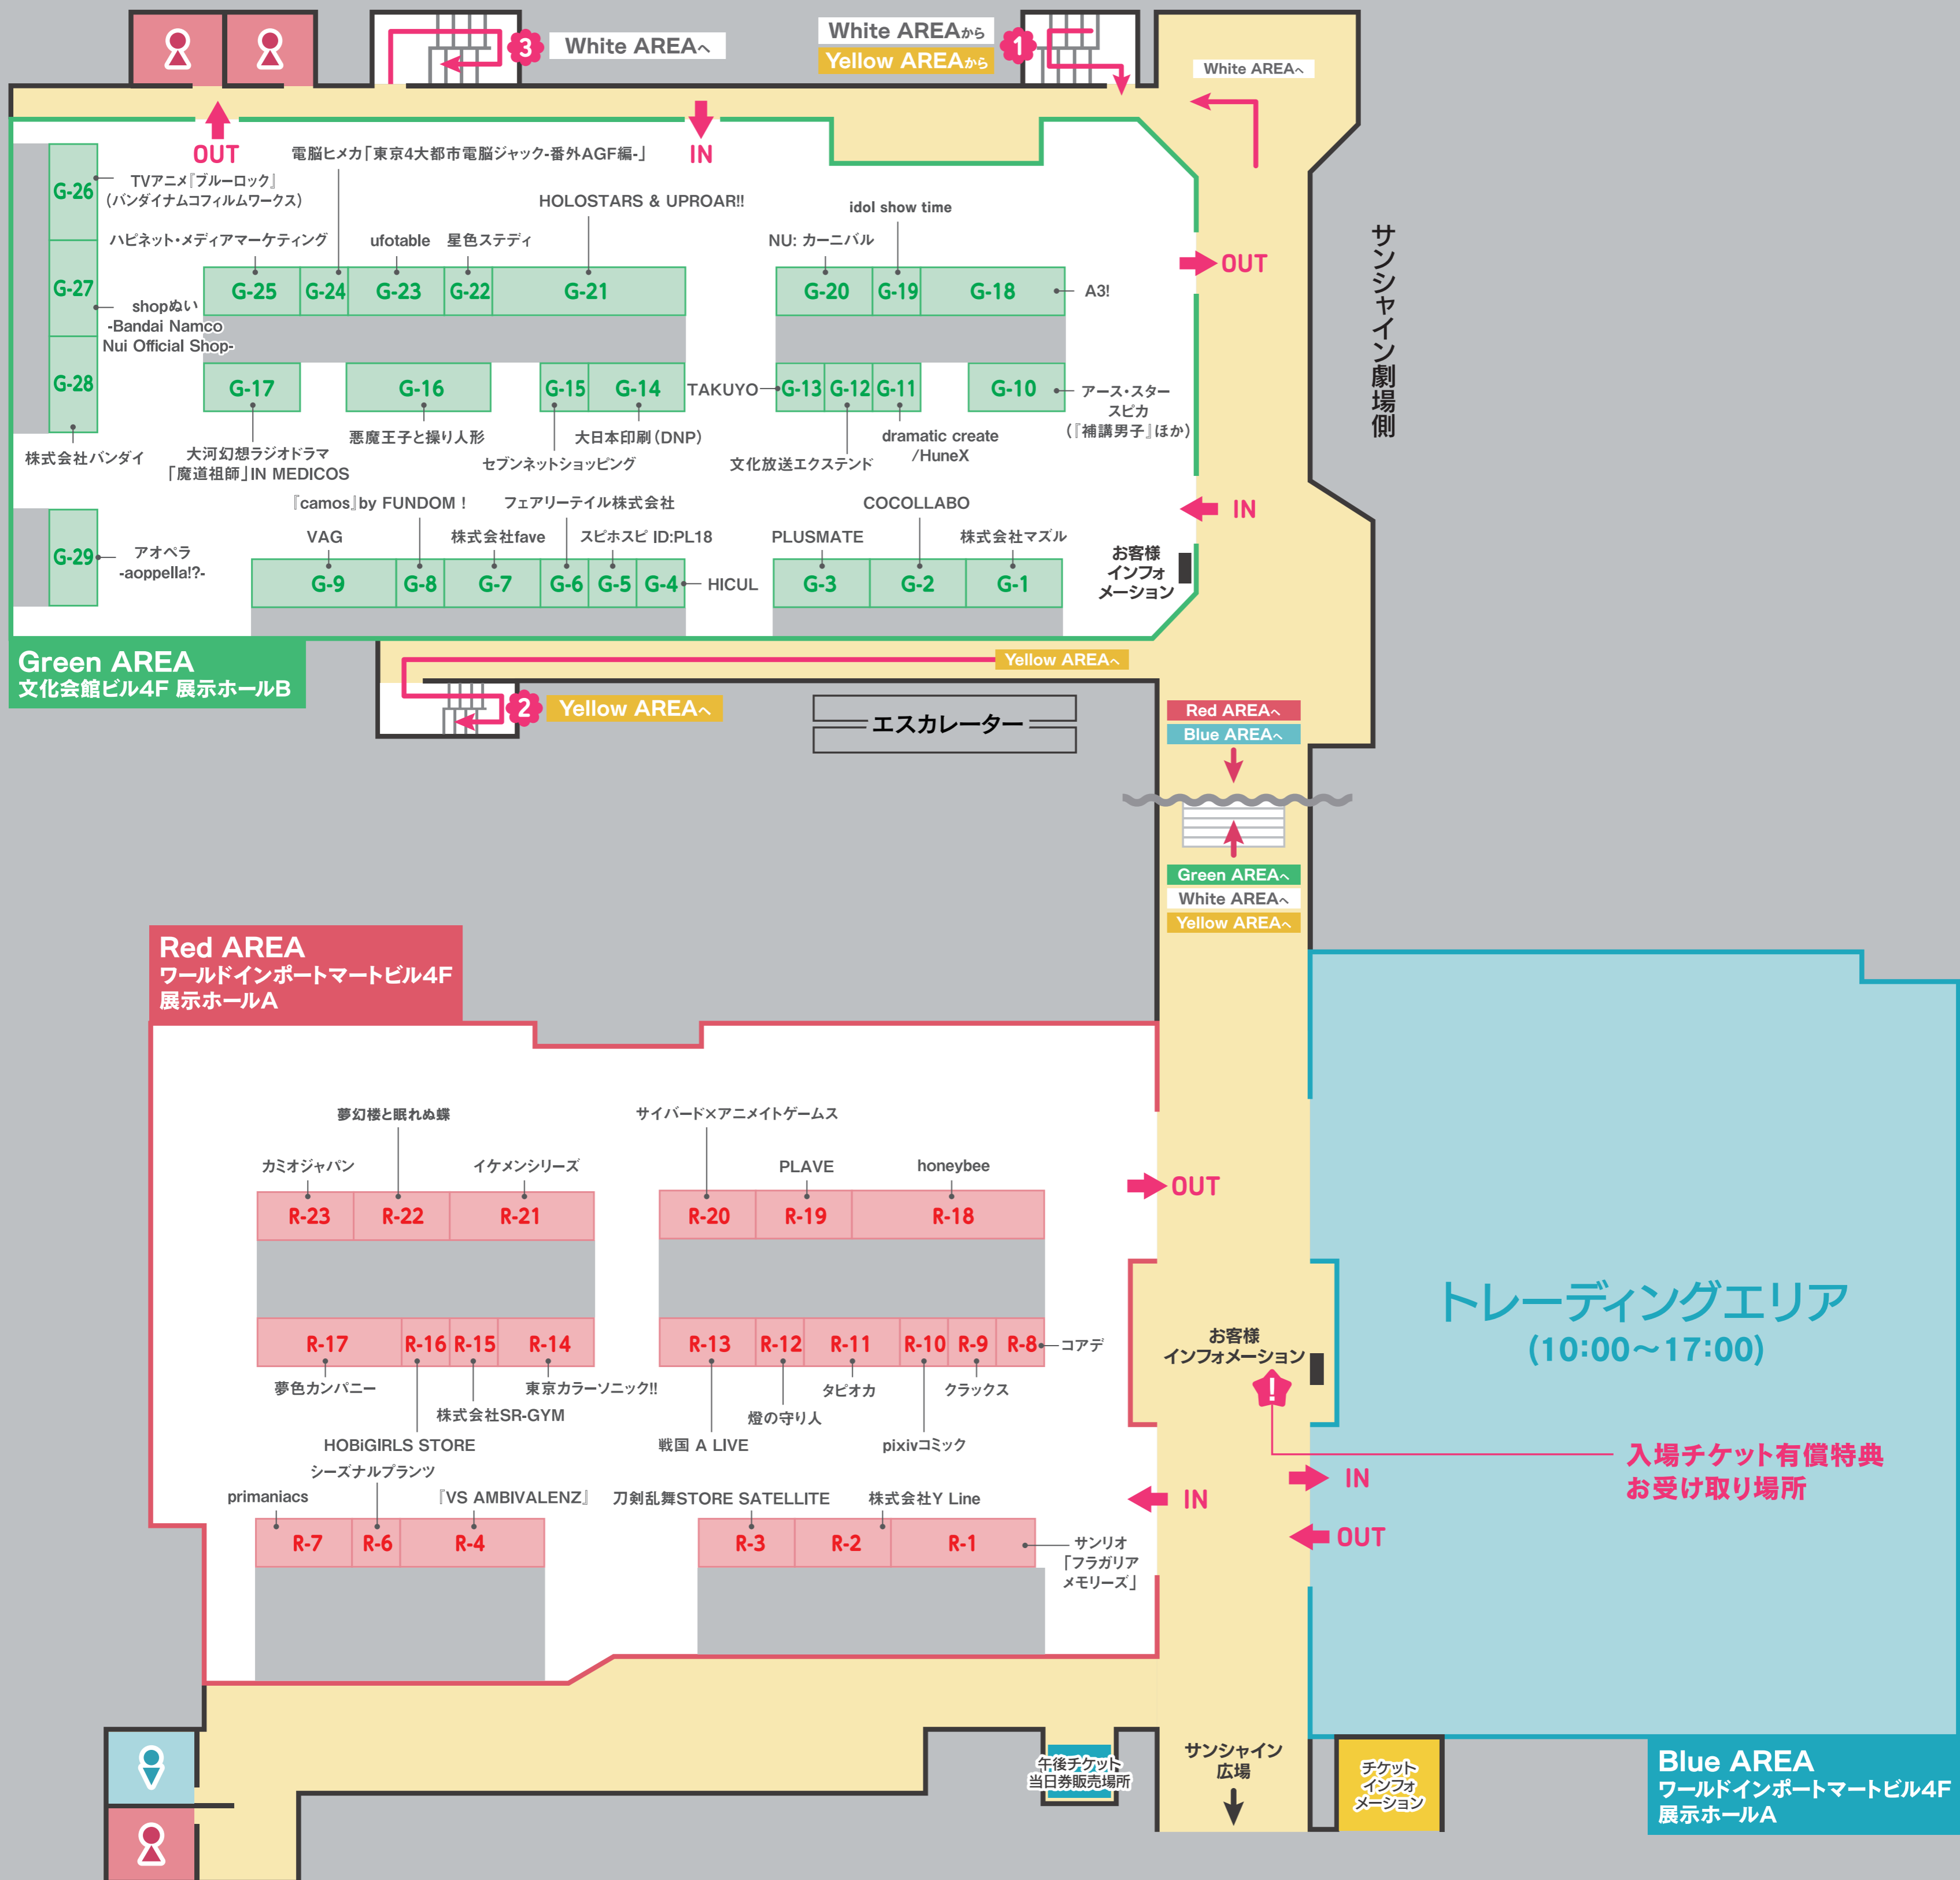 3
White AREAへ
White AREAから
Yellow AREAから
1
White AREAへ
OUT
電脳ヒメカ「東京4大都市電脳ジャック-番外AGF編-」
IN
G-26
TVアニメ『ブルーロック』
(バンダイナムコフィルムワークス)
HOLOSTARS & UPROAR!!
idol show time
ハピネット・メディアマーケティング
ufotable
星色ステディ
NU: カーニバル
サンシャイン劇場側
OUT
G-27
shopぬい
-Bandai Namco
Nui Official Shop-
G-25
G-24
G-23
G-22
G-21
G-20
G-19
G-18
A3!
G-28
G-17
G-16
G-15
G-14
TAKUYO
G-13
G-12
G-11
G-10
アース・スター
スピカ
(『補講男子』ほか)
株式会社バンダイ
大河幻想ラジオドラマ
「魔道祖師」IN MEDICOS
悪魔王子と操り人形
セブンネットショッピング
大日本印刷(DNP)
文化放送エクステンド
dramatic create
/HuneX
『camos』by FUNDOM！
フェアリーテイル株式会社
COCOLLABO
IN
VAG
株式会社fave
スピホスピ ID:PL18
PLUSMATE
株式会社マズル
お客様
インフォ
メーション
G-29
アオペラ
-aoppella!?-
G-9
G-8
G-7
G-6
G-5
G-4
HICUL
G-3
G-2
G-1
Green AREA
文化会館ビル4F 展示ホールB
Yellow AREAへ
2
Yellow AREAへ
エスカレーター
Red AREAへ
Blue AREAへ
Green AREAへ
White AREAへ
Yellow AREAへ
Red AREA
ワールドインポートマートビル4F
展示ホールA
夢幻楼と眠れぬ蝶
サイバード×アニメイトゲームス
カミオジャパン
イケメンシリーズ
PLAVE
honeybee
OUT
R-23
R-22
R-21
R-20
R-19
R-18
R-17
R-16
R-15
R-14
R-13
R-12
R-11
R-10
R-9
R-8
コアデ
夢色カンパニー
東京カラーソニック!!
株式会社SR-GYM
HOBiGIRLS STORE
タピオカ
クラックス
燈の守り人
戦国 A LIVE
pixivコミック
お客様
インフォメーション
!
トレーディングエリア
(10:00～17:00)
入場チケット有償特典
お受け取り場所
シーズナルプランツ
primaniacs
『VS AMBIVALENZ』
刀剣乱舞STORE SATELLITE
株式会社Y Line
IN
IN
OUT
R-7
R-6
R-4
R-3
R-2
R-1
サンリオ
「フラガリア
メモリーズ」
午後チケット
当日券販売場所
サンシャイン
広場
チケット
インフォ
メーション
Blue AREA
ワールドインポートマートビル4F
展示ホールA